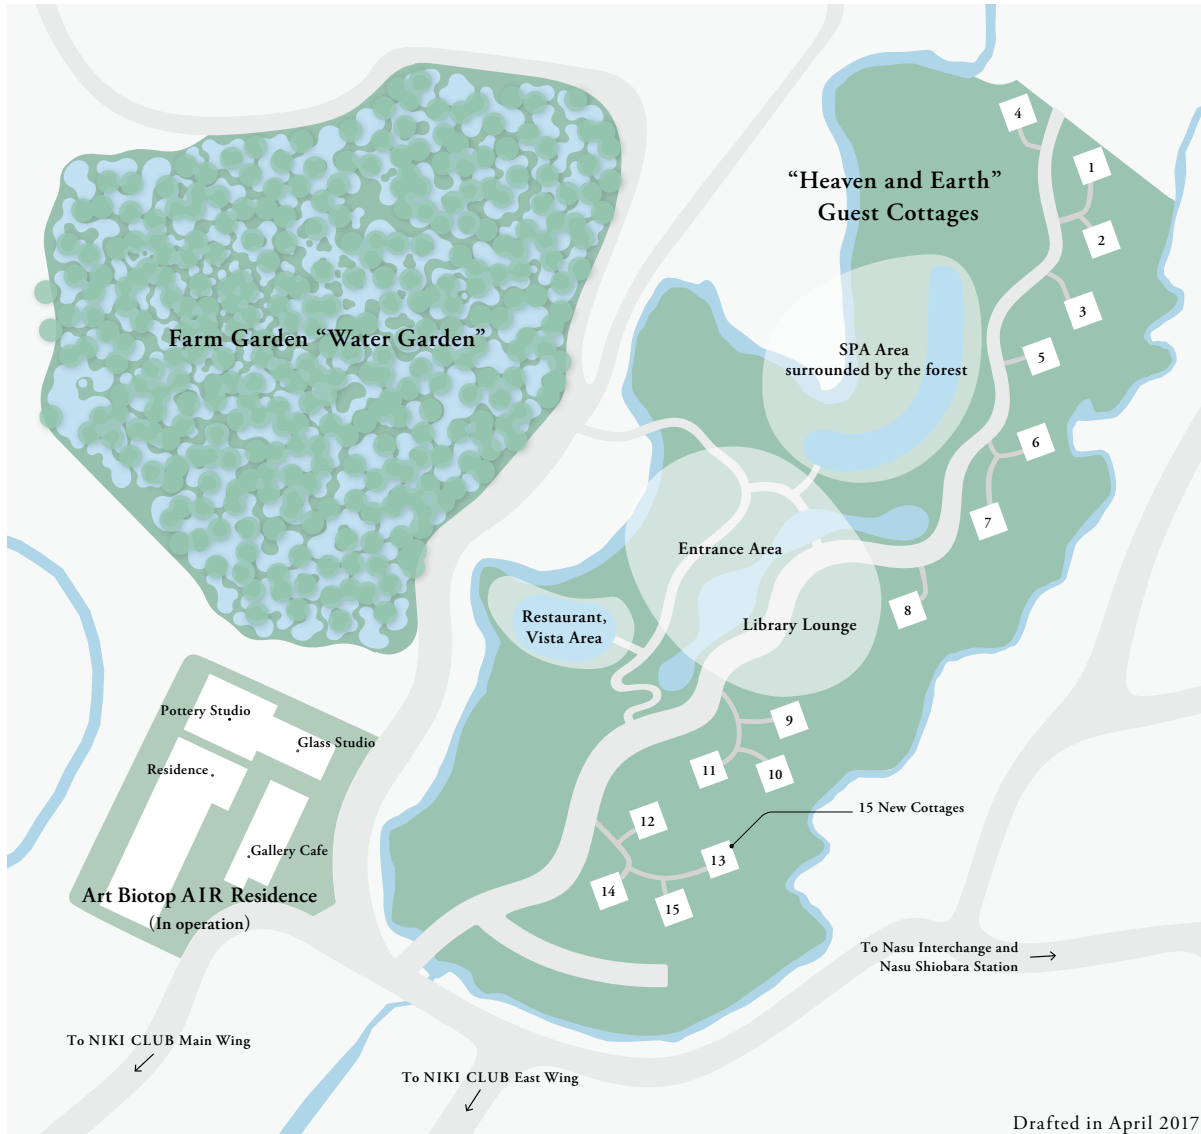 4
1
“Heaven and Earth”
Guest Cottages
2
3
Farm Garden “Water Garden”
SPA Area
surrounded by the forest
5
6
7
Entrance Area
8
Restaurant,
Vista Area
Library Lounge
Pottery Studio
9
Glass Studio
Residence
11
10
15 New Cottages
12
Gallery Cafe
13
14
Art Biotop AIR Residence
15
(In operation)
To Nasu Interchange and
Nasu Shiobara Station
To NIKI CLUB Main Wing
To NIKI CLUB East Wing
Drafted in April 2017